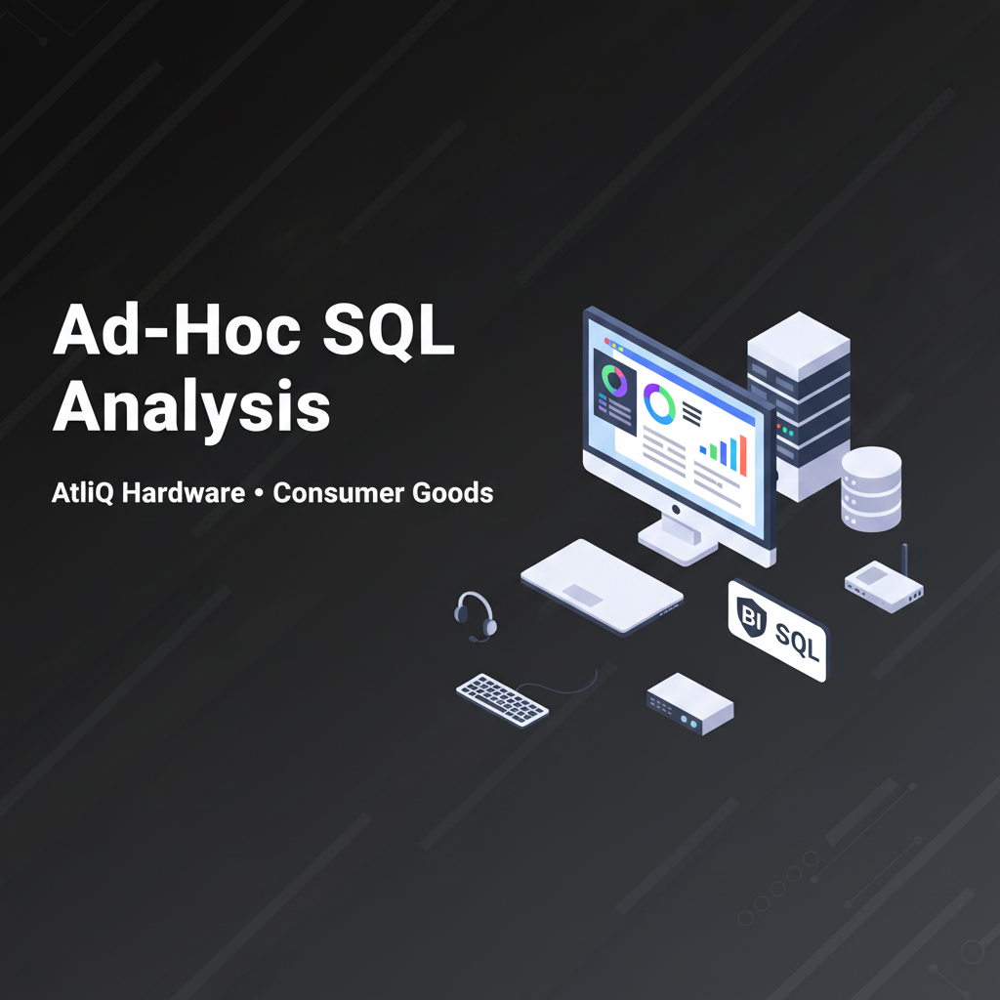 Ad-Hoc SQL
Analysis
AtliQ Hardware • Consumer Goods
BI SQL